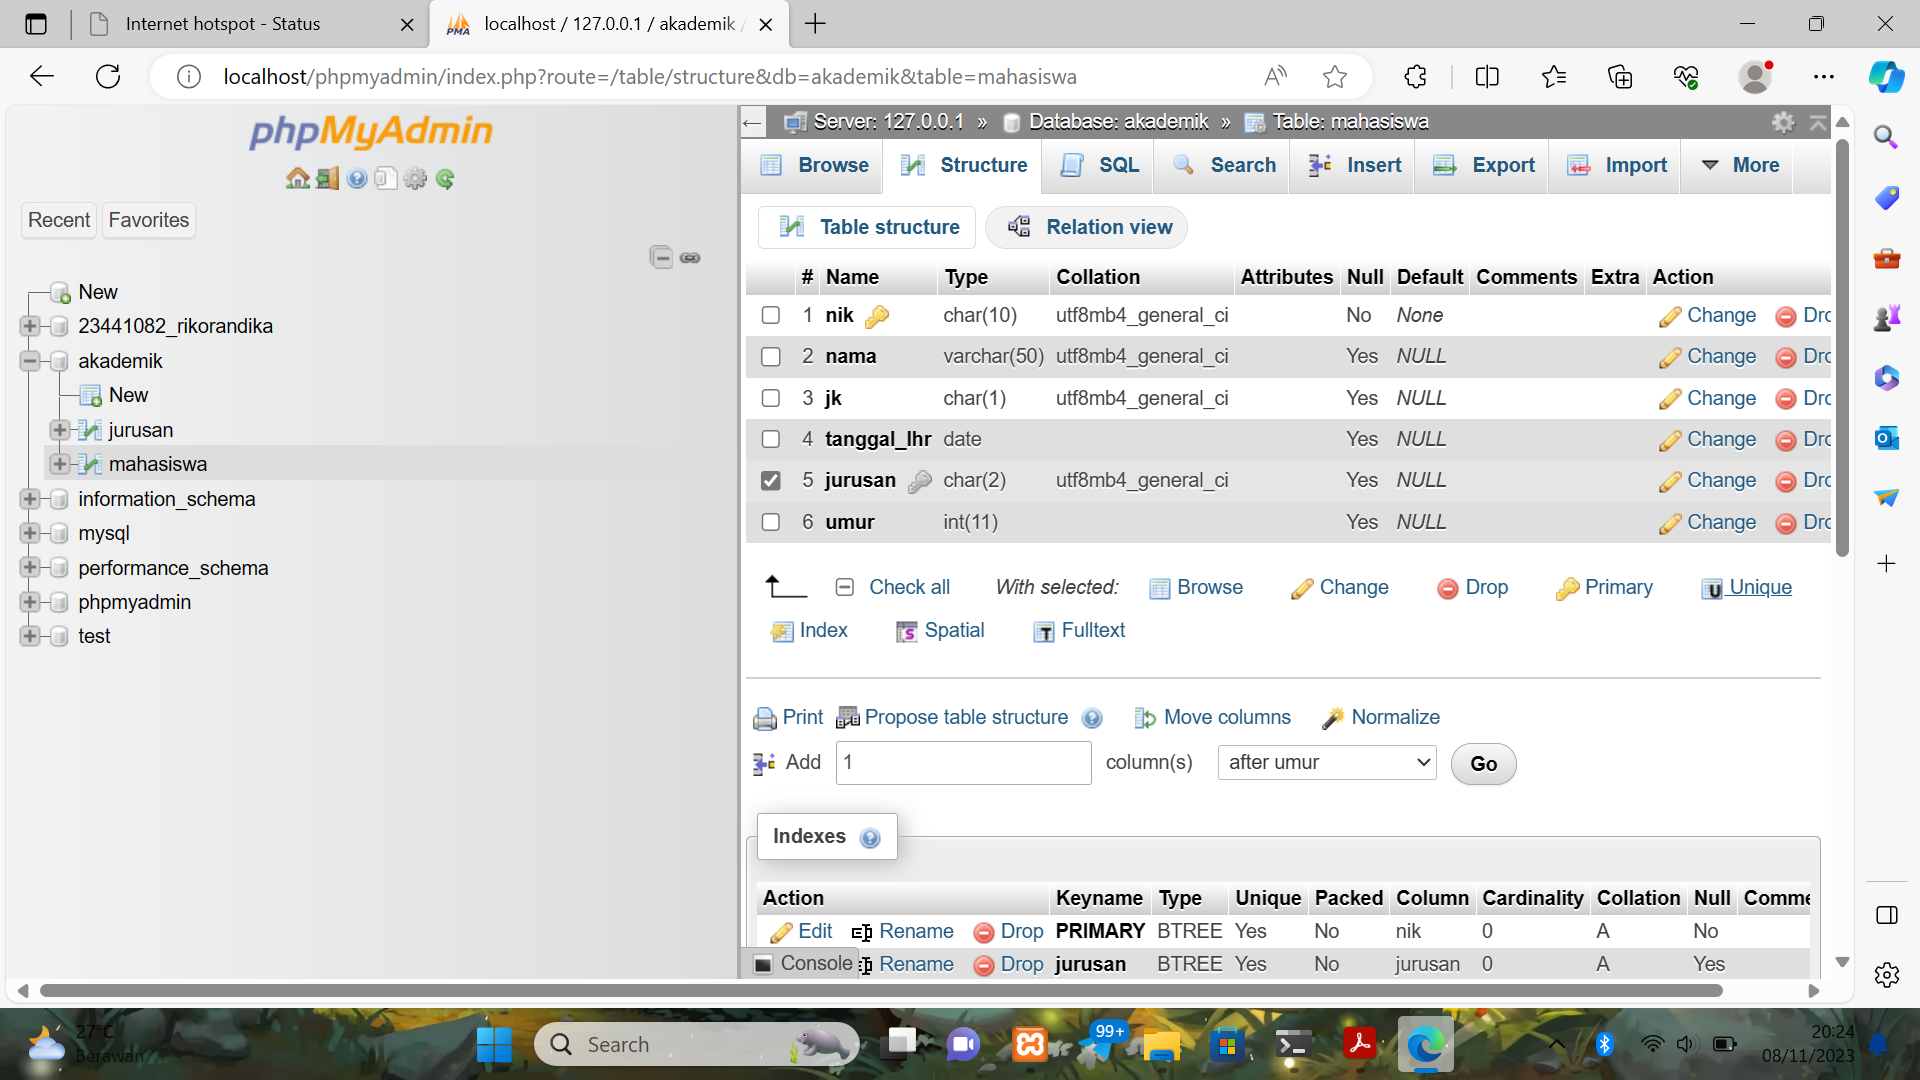 Internet hotspot - Status
localhost / 127.0.0.1 / akademik /
localhost/phpmyadmin/index.php?route=/table/structure&db=akademik&table=mahasiswa
phpMyAdmin
Recent
Favorites
New
23441082_rikorandika
akademik
New
jurusan
mahasiswa
information_schema
mysql
performance_schema
phpmyadmin
test
Server: 127.0.0.1 » Database: akademik » Table: mahasiswa
Browse Structure SQL Search Insert Export Import More
Table structure Relation view
# Name Type Collation Attributes Null Default Comments Extra Action
1 nik char(10) utf8mb4_general_ci No None Change Drc
2 nama varchar(50) utf8mb4_general_ci Yes NULL Change Drc
3 jk char(1) utf8mb4_general_ci Yes NULL Change Drc
4 tanggal_lhr date Yes NULL Change Drc
5 jurusan char(2) utf8mb4_general_ci Yes NULL Change Drc
6 umur int(11) Yes NULL Change Drc
Check all With selected: Browse Change Drop Primary Unique
Index Spatial Fulltext
Print Propose table structure Move columns Normalize
Add 1 column(s) after umur Go
Indexes
Action Keyname Type Unique Packed Column Cardinality Collation Null Comme
Edit Rename Drop PRIMARY BTREE Yes No nik 0 A No
Console Rename Drop jurusan BTREE Yes No jurusan 0 A Yes
27°C
Berawan
Search
99+
20:24
08/11/2023